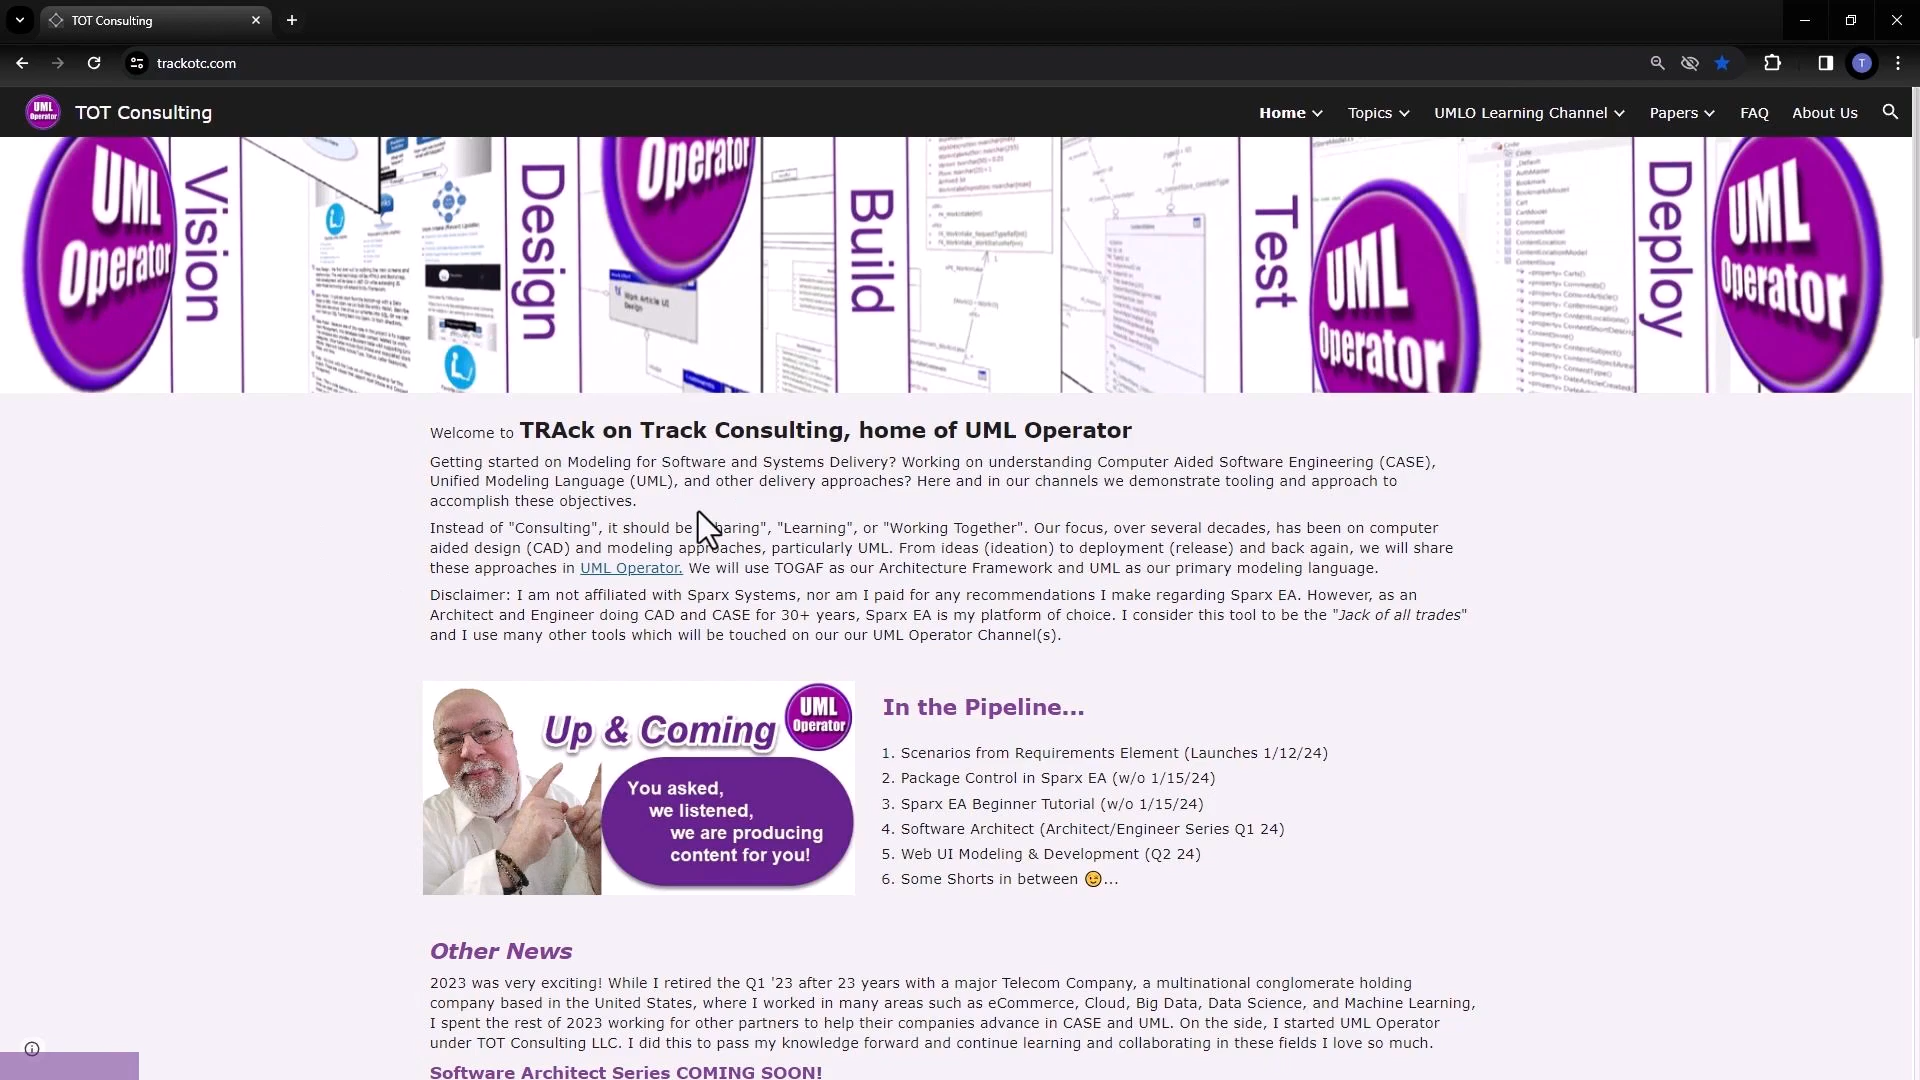 TOT Consulting
trackotc.com
T
UML
Operator
TOT Consulting
Home
Topics
UMLO Learning Channel
Papers
FAQ
About Us
UML
Operator
Vision
Design
Operator
Work Article UI
Design
Build
Test
UML
Operator
Deploy
UML
Operator
Welcome to TRAck on Track Consulting, home of UML Operator
Getting started on Modeling for Software and Systems Delivery? Working on understanding Computer Aided Software Engineering (CASE),
Unified Modeling Language (UML), and other delivery approaches? Here and in our channels we demonstrate tooling and approach to
accomplish these objectives.
Instead of "Consulting", it should be haring", "Learning", or "Working Together". Our focus, over several decades, has been on computer
aided design (CAD) and modeling approaches, particularly UML. From ideas (ideation) to deployment (release) and back again, we will share
these approaches in UML Operator. We will use TOGAF as our Architecture Framework and UML as our primary modeling language.
Disclaimer: I am not affiliated with Sparx Systems, nor am I paid for any recommendations I make regarding Sparx EA. However, as an
Architect and Engineer doing CAD and CASE for 30+ years, Sparx EA is my platform of choice. I consider this tool to be the "Jack of all trades"
and I use many other tools which will be touched on our our UML Operator Channel(s).
Up & Coming
UML
Operator
You asked,
we listened,
we are producing
content for you!
In the Pipeline...
1. Scenarios from Requirements Element (Launches 1/12/24)
2. Package Control in Sparx EA (w/o 1/15/24)
3. Sparx EA Beginner Tutorial (w/o 1/15/24)
4. Software Architect (Architect/Engineer Series Q1 24)
5. Web UI Modeling & Development (Q2 24)
6. Some Shorts in between 😉...
Other News
2023 was very exciting! While I retired the Q1 '23 after 23 years with a major Telecom Company, a multinational conglomerate holding
company based in the United States, where I worked in many areas such as eCommerce, Cloud, Big Data, Data Science, and Machine Learning,
I spent the rest of 2023 working for other partners to help their companies advance in CASE and UML. On the side, I started UML Operator
under TOT Consulting LLC. I did this to pass my knowledge forward and continue learning and collaborating in these fields I love so much.
Software Architect Series COMING SOON!